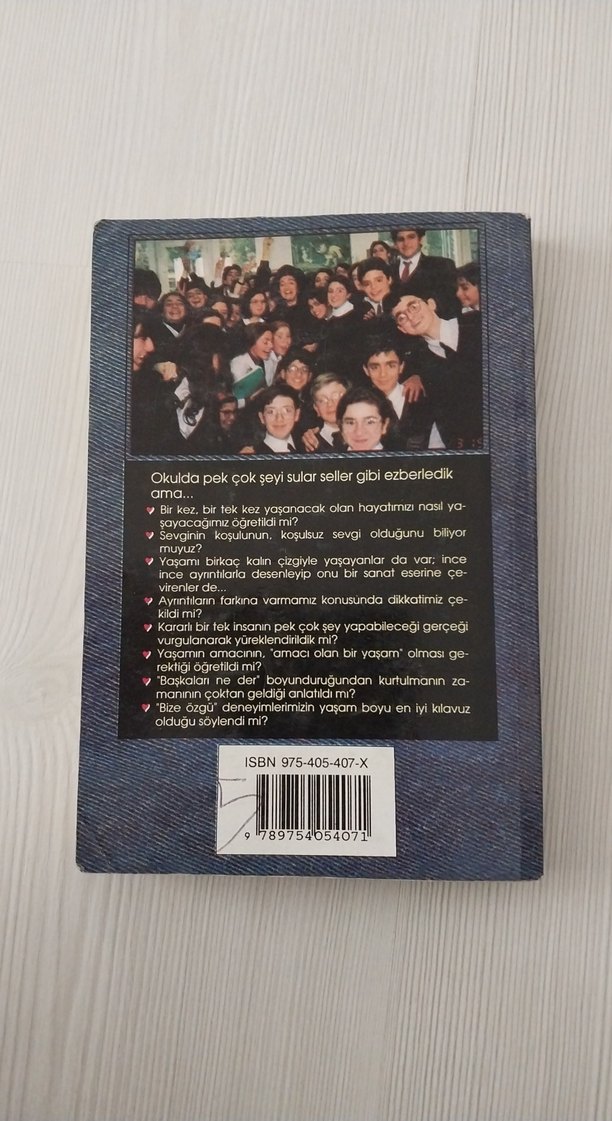 Okulda pek çok şeyi sular seller gibi ezberledik
ama...
Bir kez, bir tek kez yaşanacak olan hayatımızı nasıl ya-
şayacağımız öğretildi mi?
Sevginin koşulunun, koşulsuz sevgi olduğunu biliyor
muyuz?
Yaşamı birkaç kalın çizgiyle yaşayanlar da var; ince
ince ayrıntılarla desenleyip onu bir sanat eserine çe-
virenler de...
Ayrıntıların farkına varmamız konusunda dikkatimiz çe-
kildi mi?
Kararlı bir tek insanın pek çok şey yapabileceği gerçeği
vurgulanarak yüreklendirildik mi?
Yaşamın amacının, "amacı olan bir yaşam" olması ge-
rektiği öğretildi mi?
"Başkaları ne der" boyunduruğundan kurtulmanın za-
manının çoktan geldiği anlatıldı mı?
"Bize özgü" deneyimlerimizin yaşam boyu en iyi kılavuz
olduğu söylendi mi?
ISBN 975-405-407-X
9 789754 054071